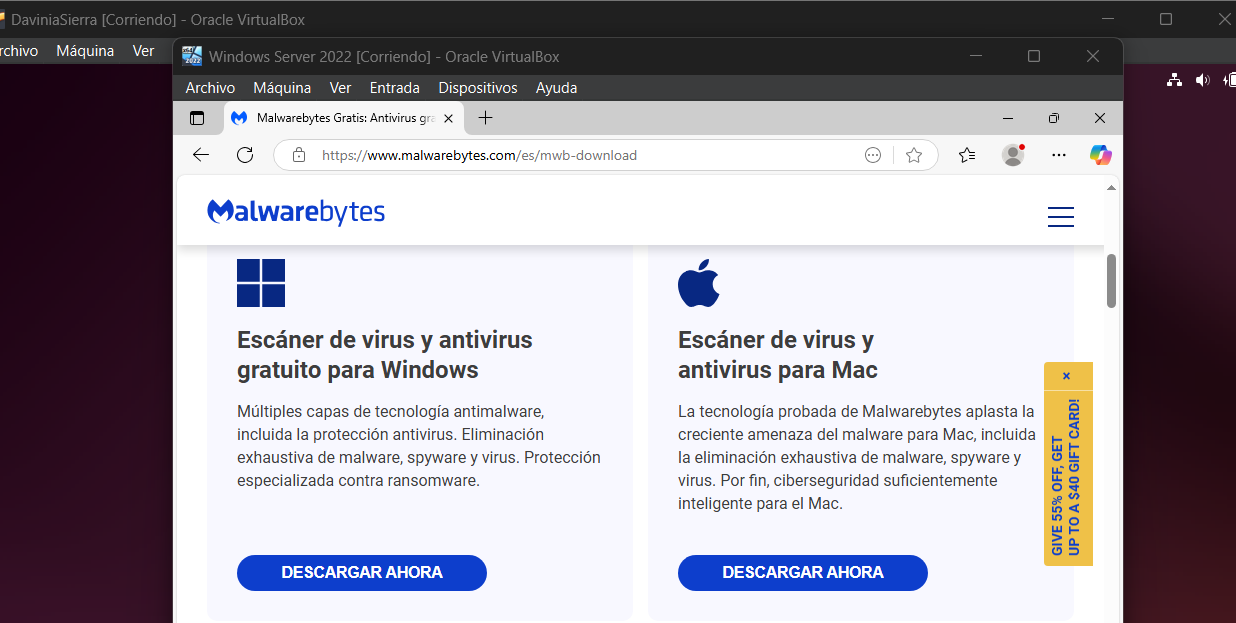 DaviniaSierra [Corriendo] - Oracle VirtualBox
rchivo Máquina Ver
Windows Server 2022 [Corriendo] - Oracle VirtualBox
Archivo Máquina Ver Entrada Dispositivos Ayuda
Malwarebytes Gratis: Antivirus gra
https://www.malwarebytes.com/es/mwb-download
Malwarebytes
Escáner de virus y antivirus
gratuito para Windows
Múltiples capas de tecnología antimalware,
incluida la protección antivirus. Eliminación
exhaustiva de malware, spyware y virus. Protección
especializada contra ransomware.
DESCARGAR AHORA
Escáner de virus y
antivirus para Mac
La tecnología probada de Malwarebytes aplasta la
creciente amenaza del malware para Mac, incluida
la eliminación exhaustiva de malware, spyware y
virus. Por fin, ciberseguridad suficientemente
inteligente para el Mac.
DESCARGAR AHORA
GIVE 55% OFF, GET
UP TO A $40 GIFT CARD!